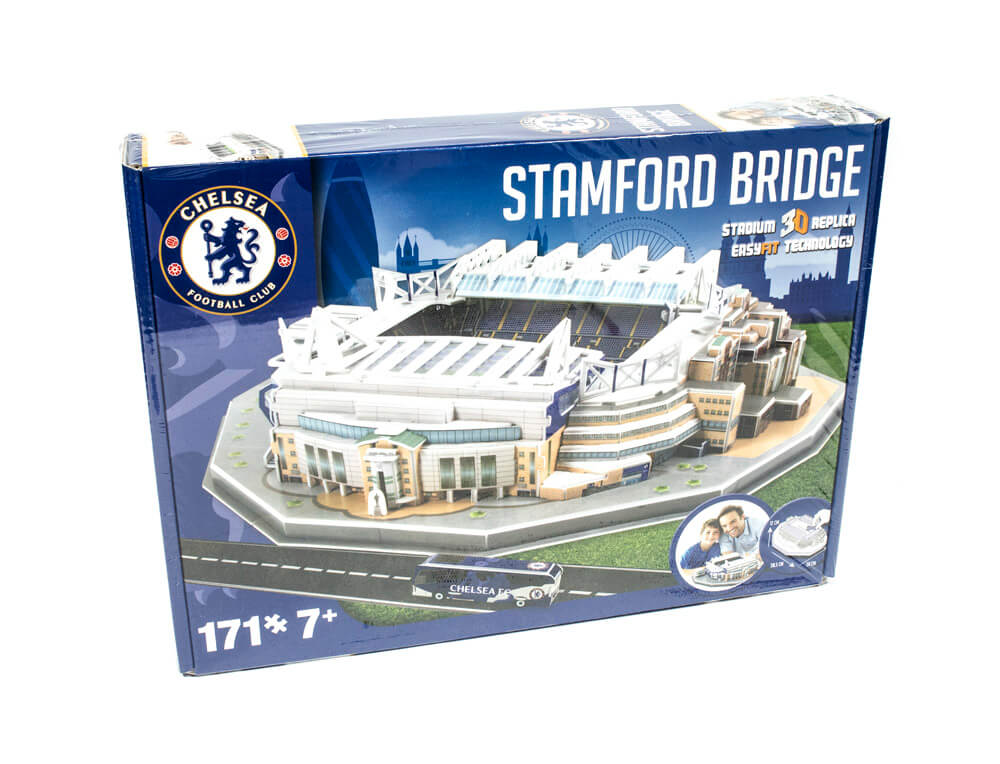 STAMFORD BRIDGE
STADIUM 3D REPLICA
EASYFIT TECHNOLOGY
CHELSEA
FOOTBALL CLUB
CHELSEA FC
171 7+